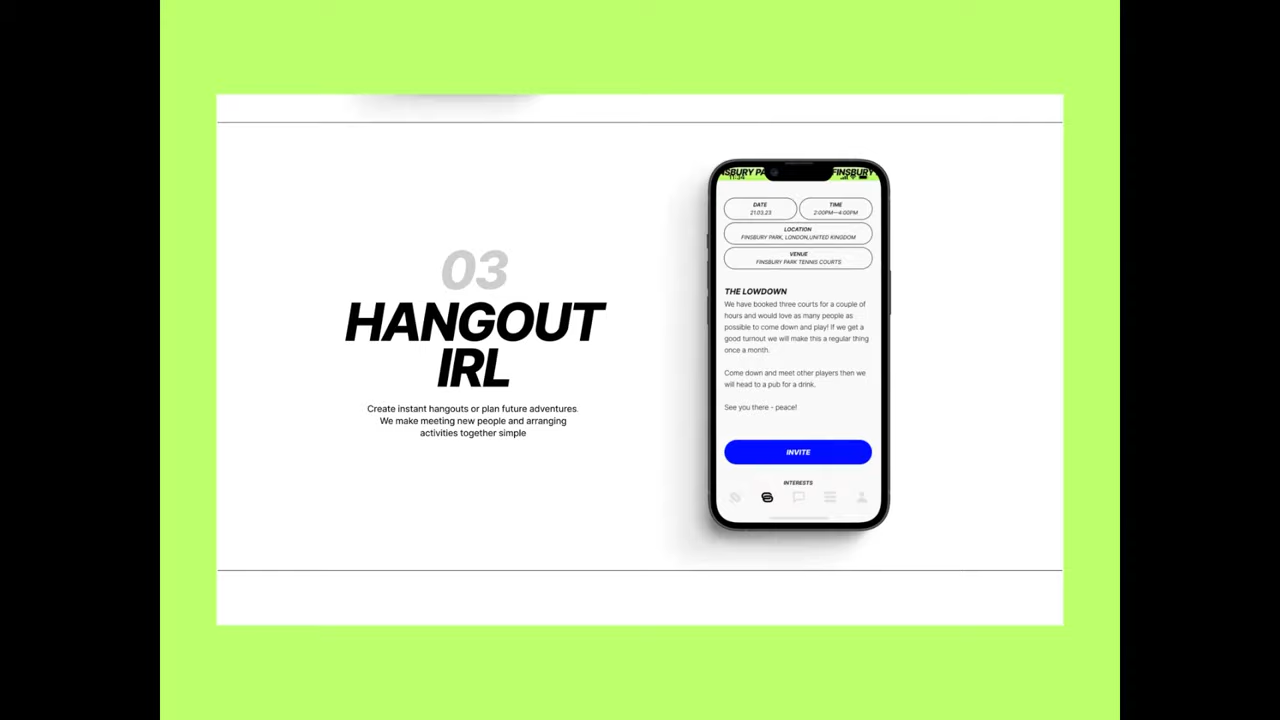 03
HANGOUT
IRL
Create instant hangouts or plan future adventures
We make meeting new people and arranging
activities together simple
NSBURY PA FINSBURY
DATE
21.03.23
TIME
2:00PM—4:00PM
LOCATION
FINSBURY PARK, LONDON,UNITED KINGDOM
VENUE
FINSBURY PARK TENNIS COURTS
THE LOWDOWN
We have booked three courts for a couple of
hours and would love as many people as
possible to come down and play! If we get a
good turnout we will make this a regular thing
once a month.
Come down and meet other players then we
will head to a pub for a drink.
See you there - peace!
INVITE
INTERESTS